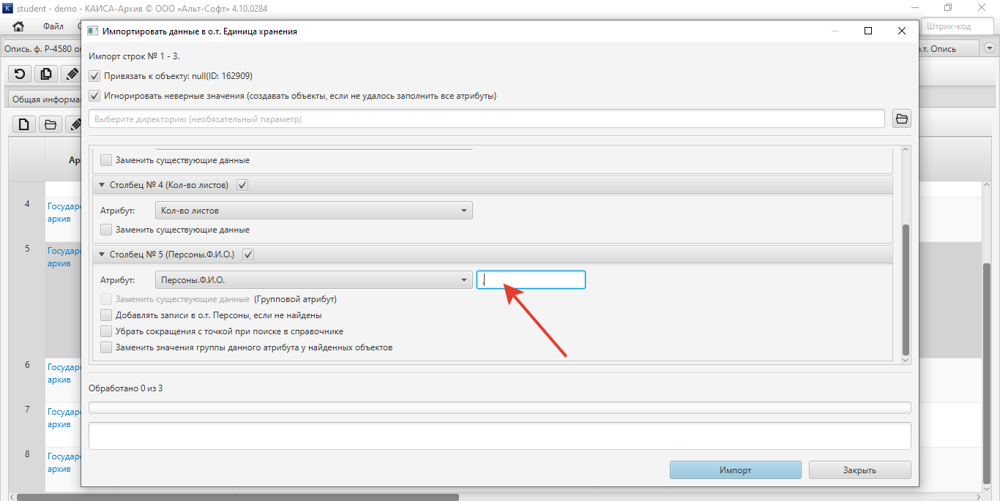 student - demo - КАИСА-Архив © ООО «Альт-Софт» 4.10.0284
Файл
Штрих-код
Опись. ф. Р-4580 о
.т. Опись
Общая информа
Ар
4
Государ
архив
5
Государ
архив
6
Государ
архив
7
Государ
архив
8
Государ
архив
Импортировать данные в о.т. Единица хранения
Импорт строк № 1 - 3.
Привязать к объекту: null(ID: 162909)
Игнорировать неверные значения (создавать объекты, если не удалось заполнить все атрибуты)
Выберите директорию (необязательный параметр)
Заменить существующие данные
Столбец № 4 (Кол-во листов)
Атрибут: Кол-во листов
Заменить существующие данные
Столбец № 5 (Персоны.Ф.И.О.)
Атрибут: Персоны.Ф.И.О. ,
Заменить существующие данные (Групповой атрибут)
Добавлять записи в о.т. Персоны, если не найдены
Убрать сокращения с точкой при поиске в справочнике
Заменить значения группы данного атрибута у найденных объектов
Обработано 0 из 3
Импорт Закрыть